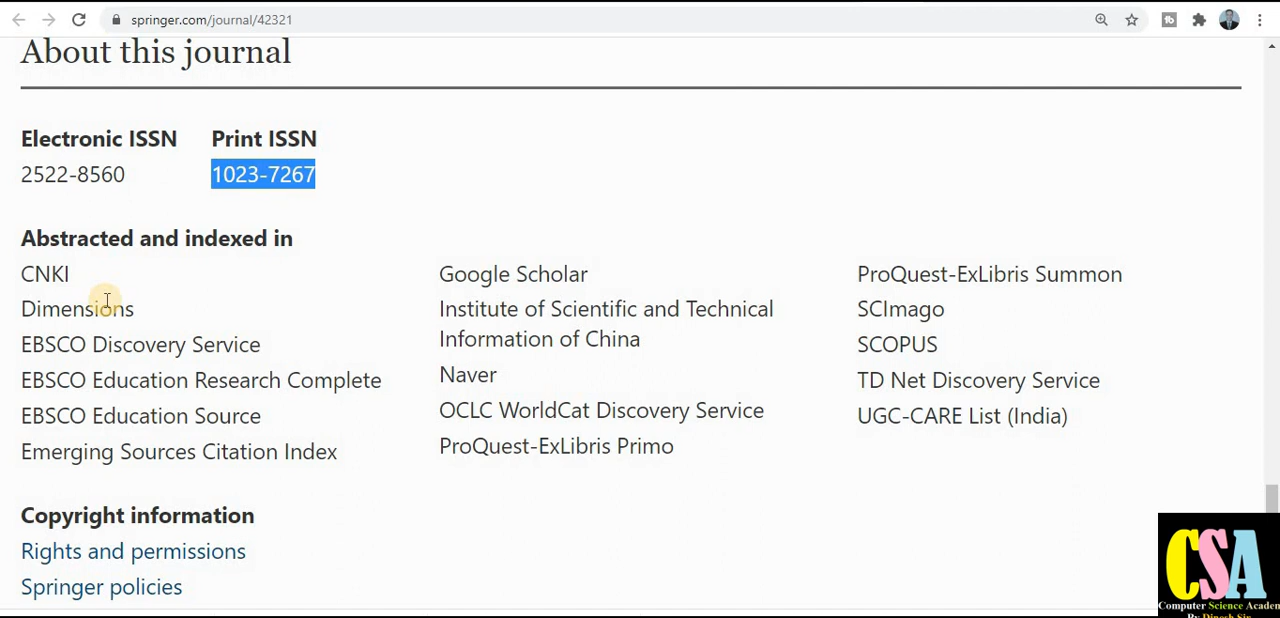 springer.com/journal/42321
About this journal
Electronic ISSN
2522-8560
Print ISSN
1023-7267
Abstracted and indexed in
CNKI
Dimensions
EBSCO Discovery Service
EBSCO Education Research Complete
EBSCO Education Source
Emerging Sources Citation Index
Google Scholar
Institute of Scientific and Technical
Information of China
Naver
OCLC WorldCat Discovery Service
ProQuest-ExLibris Primo
ProQuest-ExLibris Summon
SCImago
SCOPUS
TD Net Discovery Service
UGC-CARE List (India)
Copyright information
Rights and permissions
Springer policies
CSA
Computer Science
By Dinesh Sir